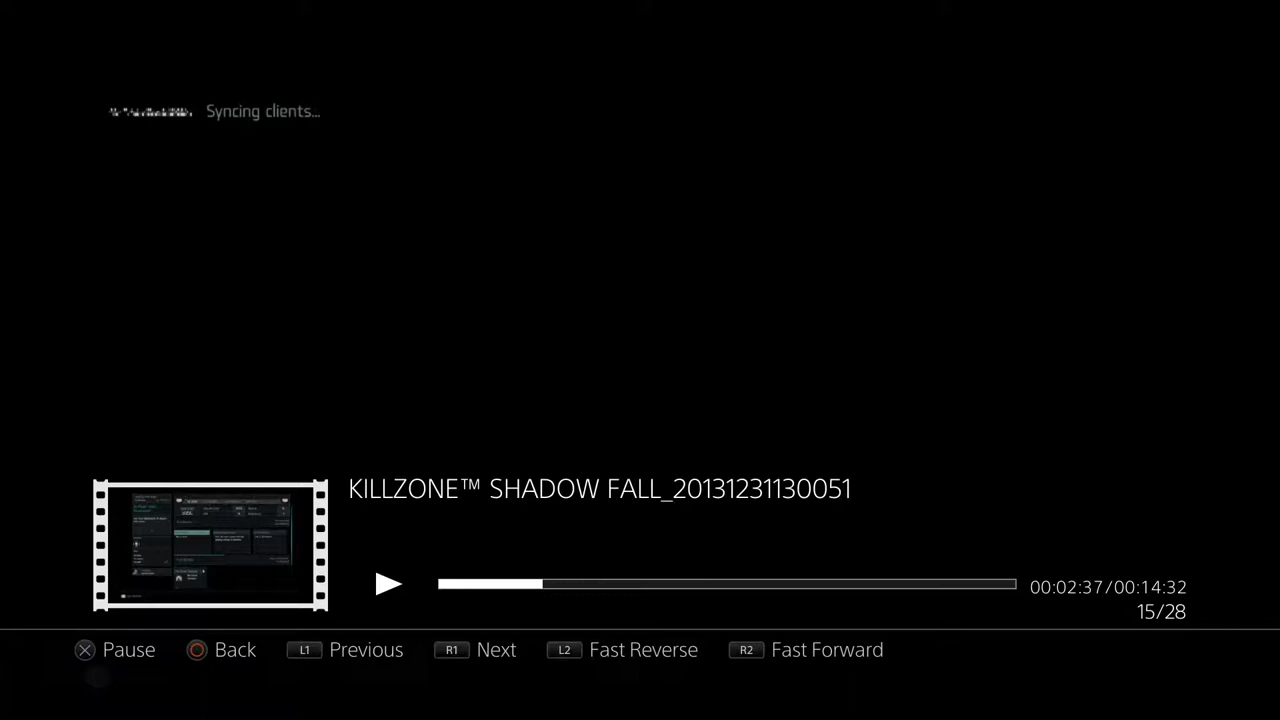 Syncing clients...
KILLZONE™ SHADOW FALL_20131231130051
00:02:37/00:14:32
15/28
Pause Back L1 Previous R1 Next L2 Fast Reverse R2 Fast Forward